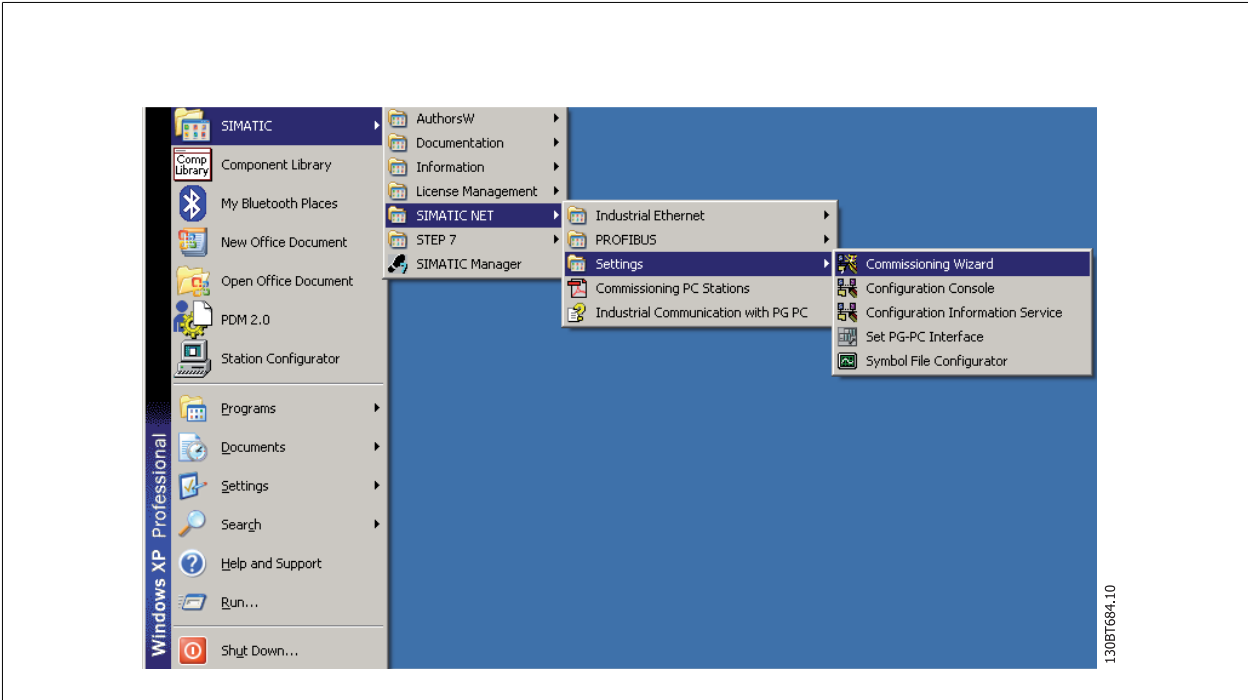 SIMATIC
Comp
Library
Component Library
My Bluetooth Places
New Office Document
Open Office Document
PDM 2.0
Station Configurator
Programs
Documents
Settings
Search
Help and Support
Run...
Shut Down...
Windows XP Professional
AuthorsW
Documentation
Information
License Management
SIMATIC NET
STEP 7
SIMATIC Manager
Industrial Ethernet
PROFIBUS
Settings
Commissioning PC Stations
Industrial Communication with PG PC
Commissioning Wizard
Configuration Console
Configuration Information Service
Set PG-PC Interface
Symbol File Configurator
130BT684.10